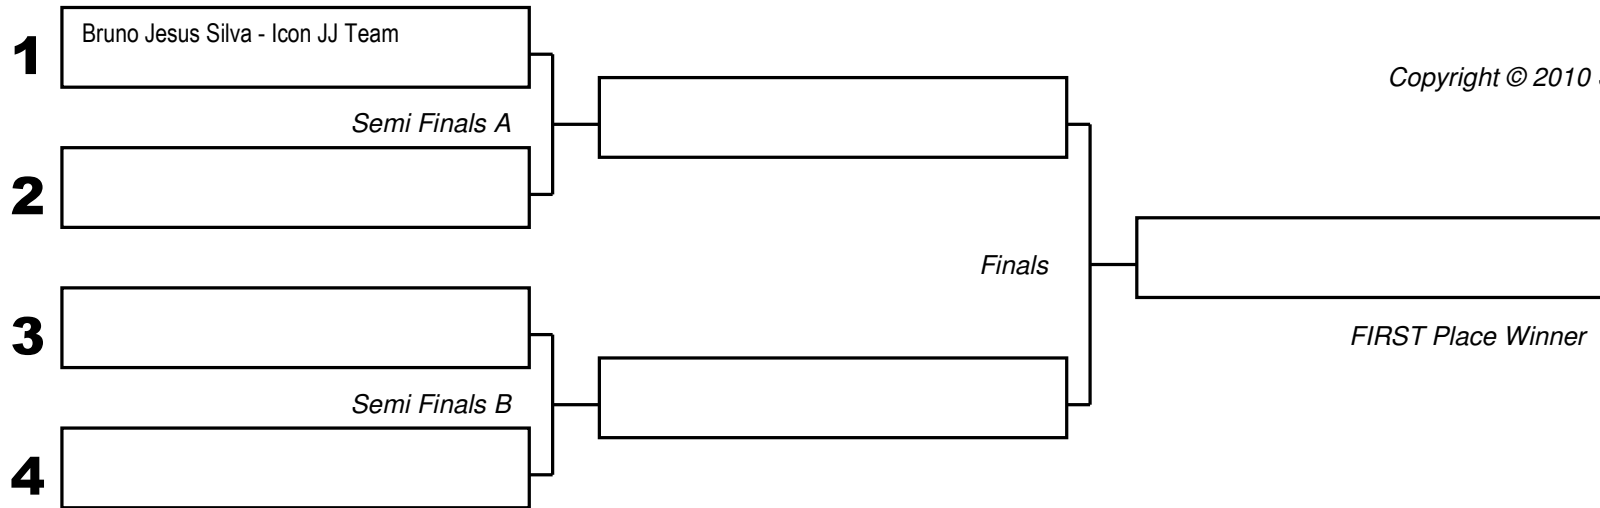 1 Bruno Jesus Silva - Icon JJ Team
Copyright © 2010
Semi Finals A
2
Finals
3
FIRST Place Winner
Semi Finals B
4